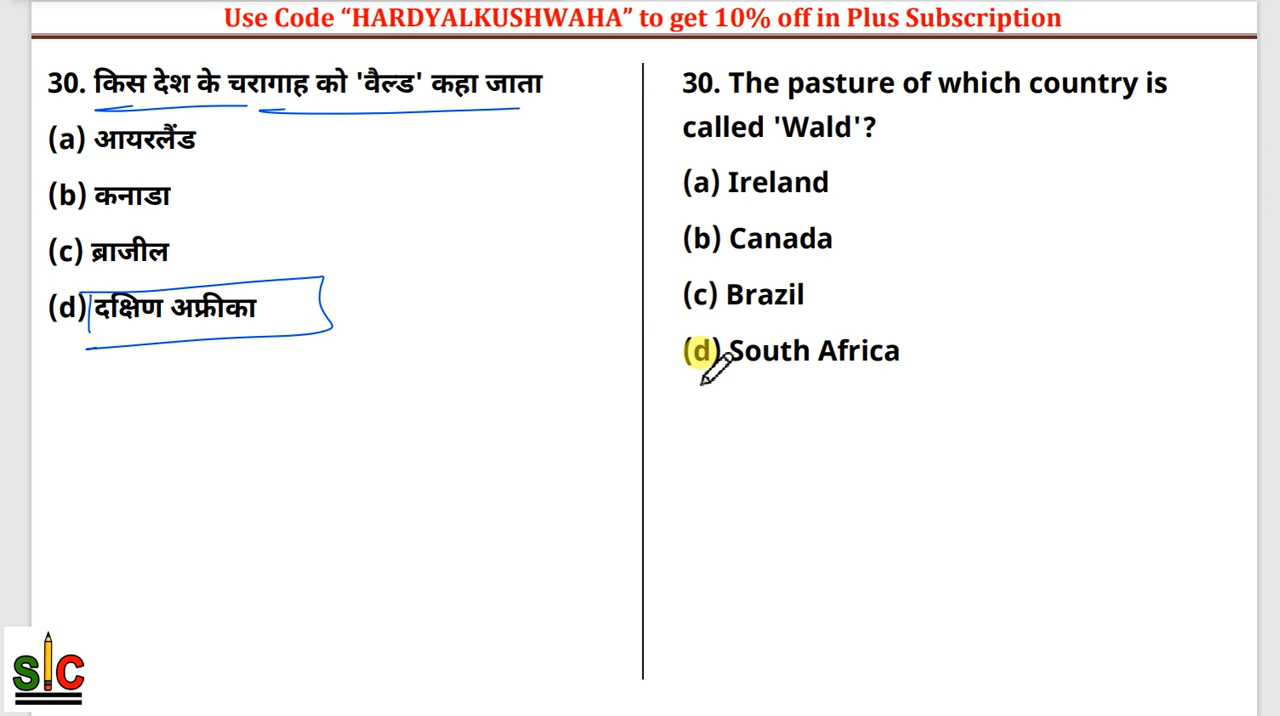 Use Code “HARDYALKUSHWAHA” to get 10% off in Plus Subscription
30. किस देश के चरागाह को 'वैल्ड' कहा जाता
(a) आयरलैंड
(b) कनाडा
(c) ब्राजील
(d) दक्षिण अफ्रीका
30. The pasture of which country is
called 'Wald'?
(a) Ireland
(b) Canada
(c) Brazil
(d) South Africa
SIC